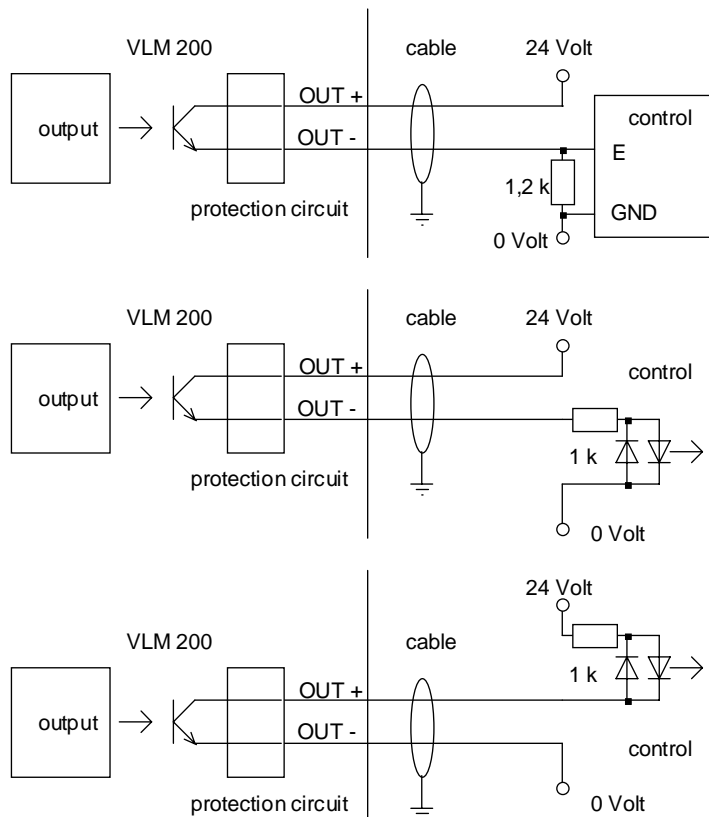 VLM 200 cable 24 Volt
OUT +
control
output
OUT - E
1,2 k
protection circuit GND
0 Volt
VLM 200 cable 24 Volt
OUT +
control
output
OUT -
1 k
protection circuit
0 Volt
24 Volt
VLM 200 cable
1 k
OUT +
output
OUT -
control
protection circuit 0 Volt